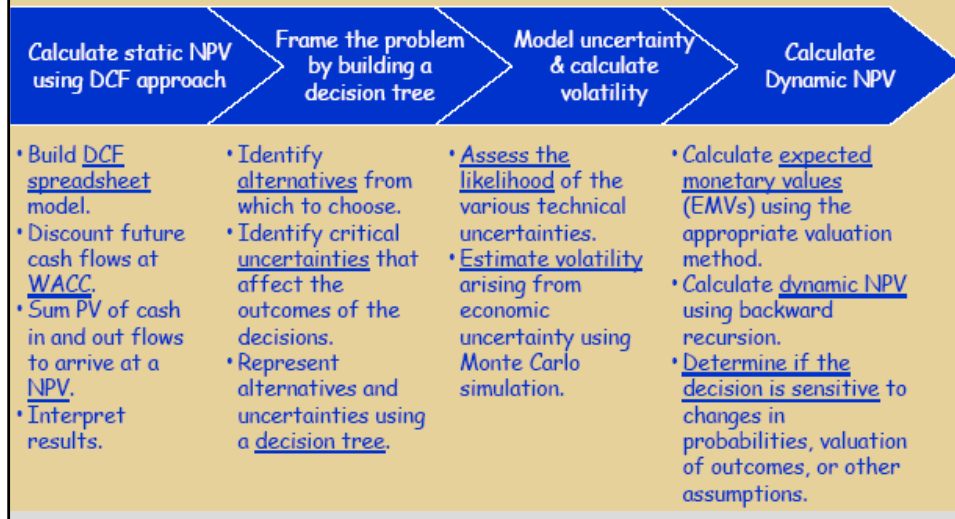 Calculate static NPV
using DCF approach
Frame the problem
by building a
decision tree
Model uncertainty
& calculate
volatility
Calculate
Dynamic NPV
• Build DCF
spreadsheet
model.
• Discount future
cash flows at
WACC.
• Sum PV of cash
in and out flows
to arrive at a
NPV.
• Interpret
results.
• Identify
alternatives from
which to choose.
• Identify critical
uncertainties that
affect the
outcomes of the
decisions.
• Represent
alternatives and
uncertainties using
a decision tree.
• Assess the
likelihood of the
various technical
uncertainties.
• Estimate volatility
arising from
economic
uncertainty using
Monte Carlo
simulation.
• Calculate expected
monetary values
(EMVs) using the
appropriate valuation
method.
• Calculate dynamic NPV
using backward
recursion.
• Determine if the
decision is sensitive to
changes in
probabilities, valuation
of outcomes, or other
assumptions.